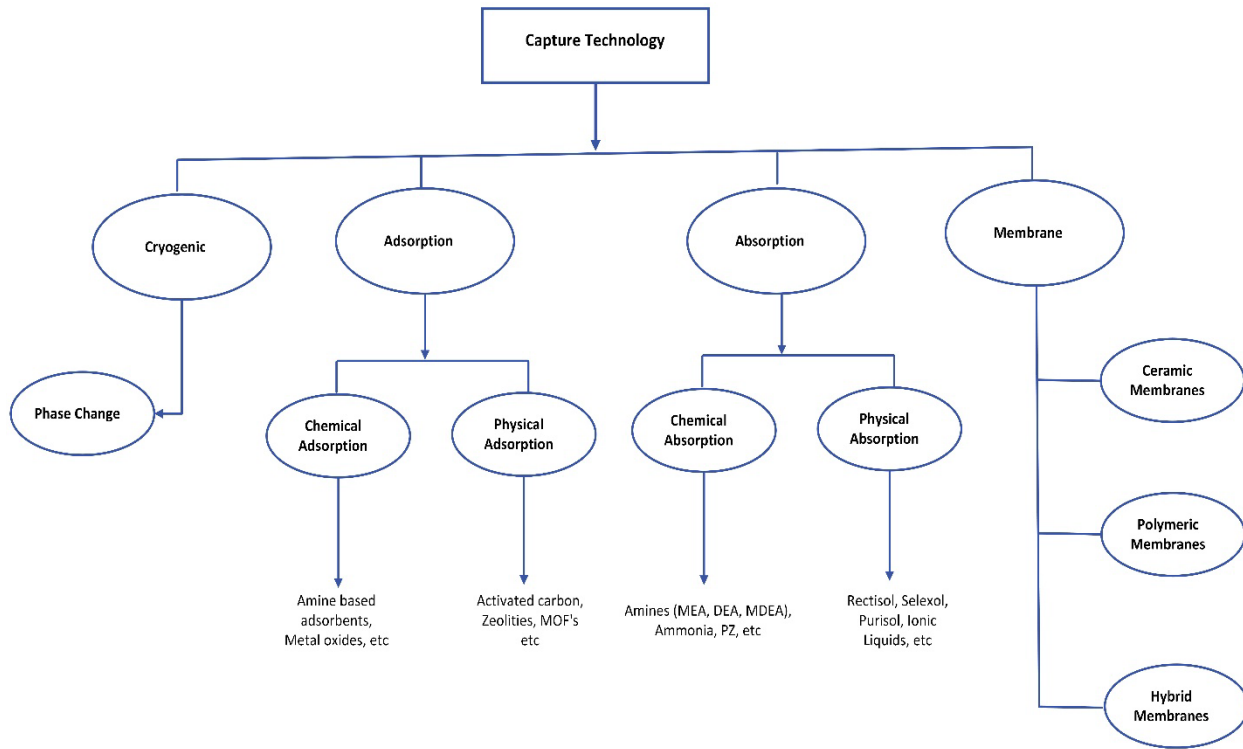 Capture Technology
Cryogenic
Adsorption
Absorption
Membrane
Phase Change
Chemical
Adsorption
Physical
Adsorption
Chemical
Absorption
Physical
Absorption
Ceramic
Membranes
Polymeric
Membranes
Hybrid
Membranes
Amine based
adsorbents,
Metal oxides, etc
Activated carbon,
Zeolities, MOF's
etc
Amines (MEA, DEA, MDEA),
Ammonia, PZ, etc
Rectisol, Selexol,
Purisol, Ionic
Liquids, etc